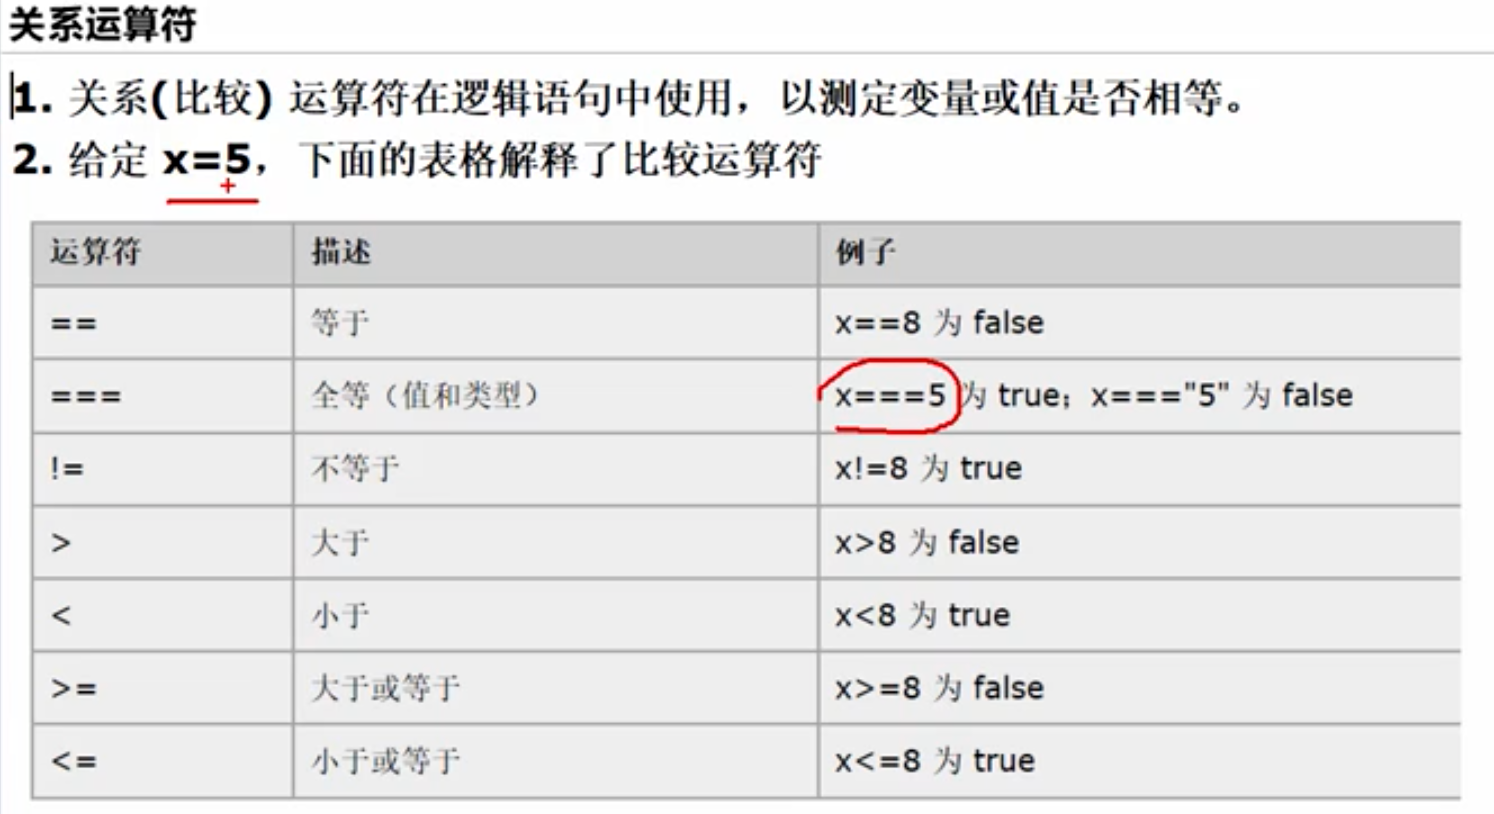 关系运算符
1. 关系(比较) 运算符在逻辑语句中使用，以测定变量或值是否相等。
2. 给定 x=5， 下面的表格解释了比较运算符
运算符 描述 例子
== 等于 x==8 为 false
=== 全等（值和类型） x===5 为 true；x==="5" 为 false
!= 不等于 x!=8 为 true
> 大于 x>8 为 false
< 小于 x<8 为 true
>= 大于或等于 x>=8 为 false
<= 小于或等于 x<=8 为 true